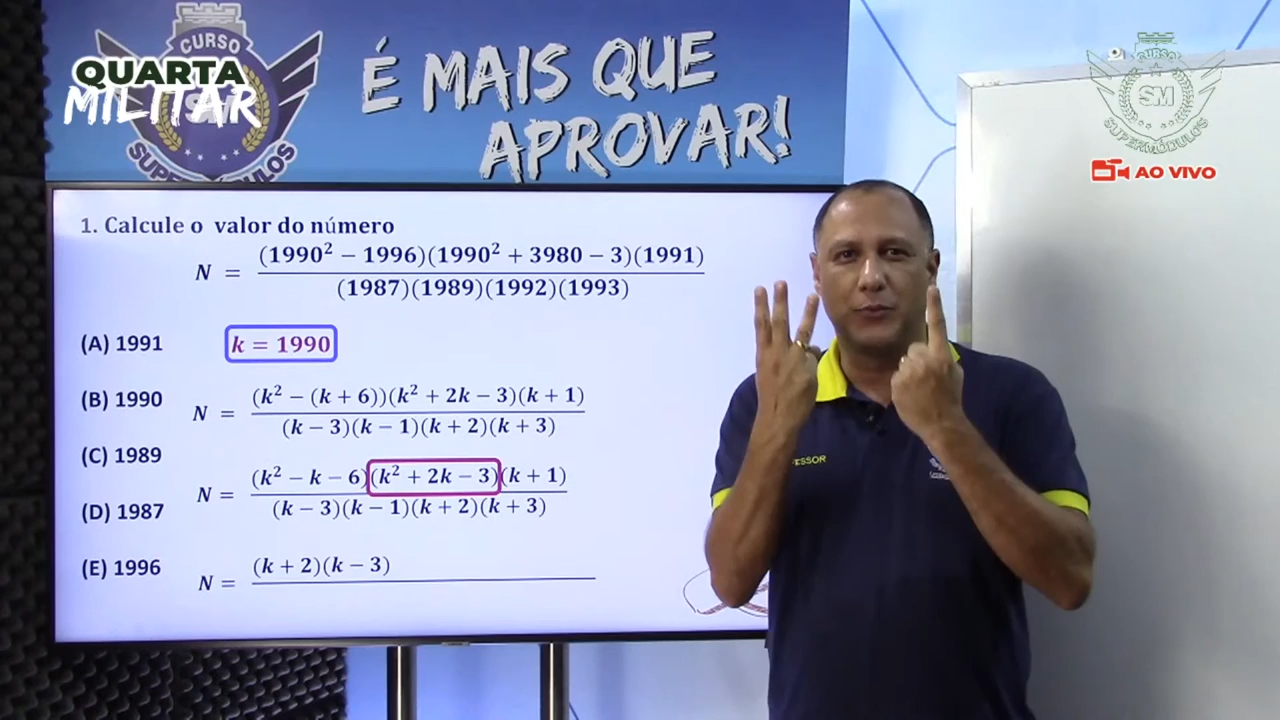 CURSO
SM
SUPERMÓDULOS
QUARTA
MILITAR
É MAIS QUE
APROVAR!
CURSO
SM
SUPERMÓDULOS
AO VIVO
1. Calcule o valor do número
N = (1990² − 1996)(1990² + 3980 − 3)(1991) / (1987)(1989)(1992)(1993)
(A) 1991
k = 1990
(B) 1990
N = (k² − (k + 6))(k² + 2k − 3)(k + 1) / (k − 3)(k − 1)(k + 2)(k + 3)
(C) 1989
N = (k² − k − 6)(k² + 2k − 3)(k + 1) / (k − 3)(k − 1)(k + 2)(k + 3)
(D) 1987
(E) 1996
N = (k + 2)(k − 3)
FESSOR